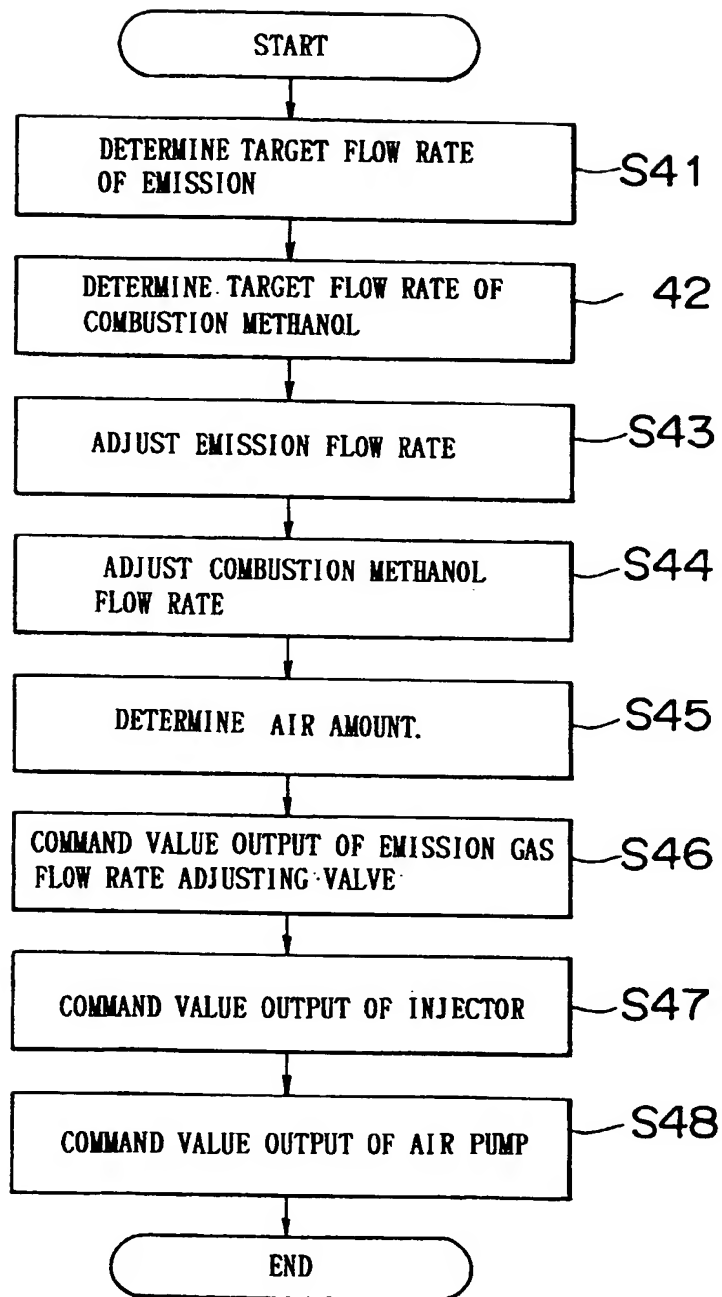 START
DETERMINE TARGET FLOW RATE
OF EMISSION
S41
DETERMINE TARGET FLOW RATE OF
COMBUSTION METHANOL
42
ADJUST EMISSION FLOW RATE
S43
ADJUST COMBUSTION METHANOL
FLOW RATE
S44
DETERMINE AIR AMOUNT.
S45
COMMAND VALUE OUTPUT OF EMISSION GAS
FLOW RATE ADJUSTING VALVE
S46
COMMAND VALUE OUTPUT OF INJECTOR
S47
COMMAND VALUE OUTPUT OF AIR PUMP
S48
END